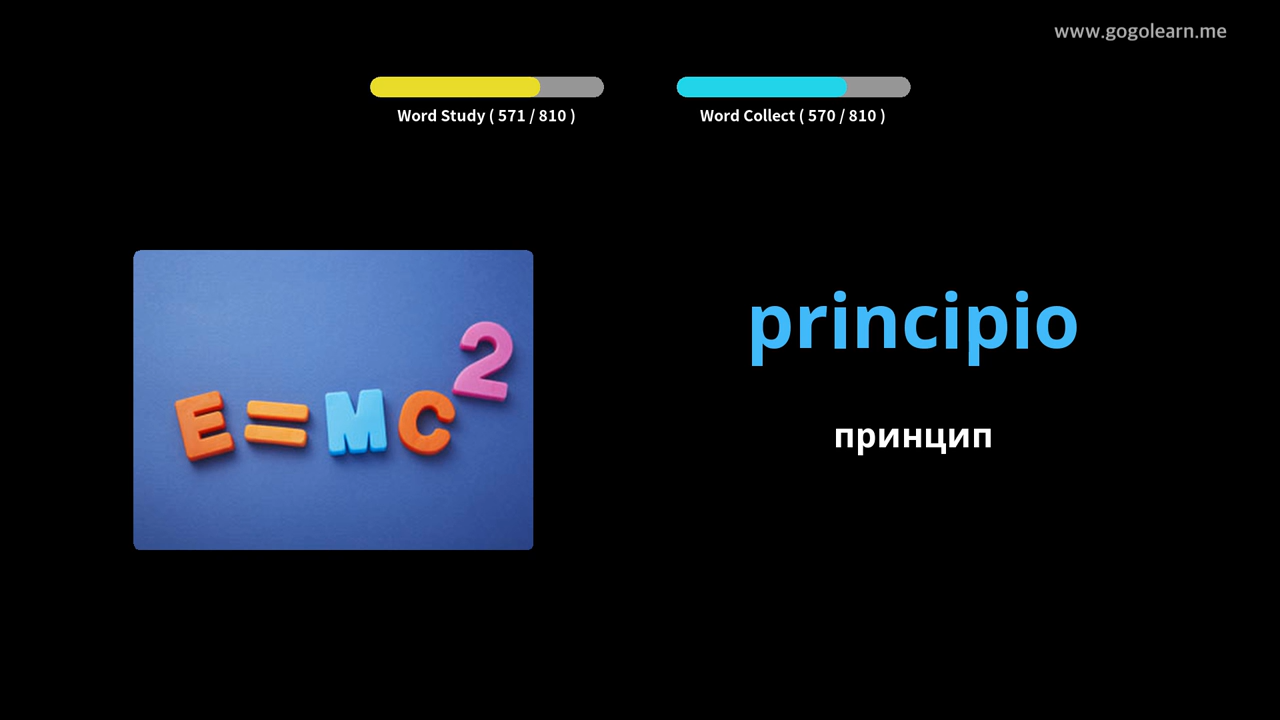 www.gogolearn.me
Word Study ( 571 / 810 )
Word Collect ( 570 / 810 )
E=MC2
principio
принцип